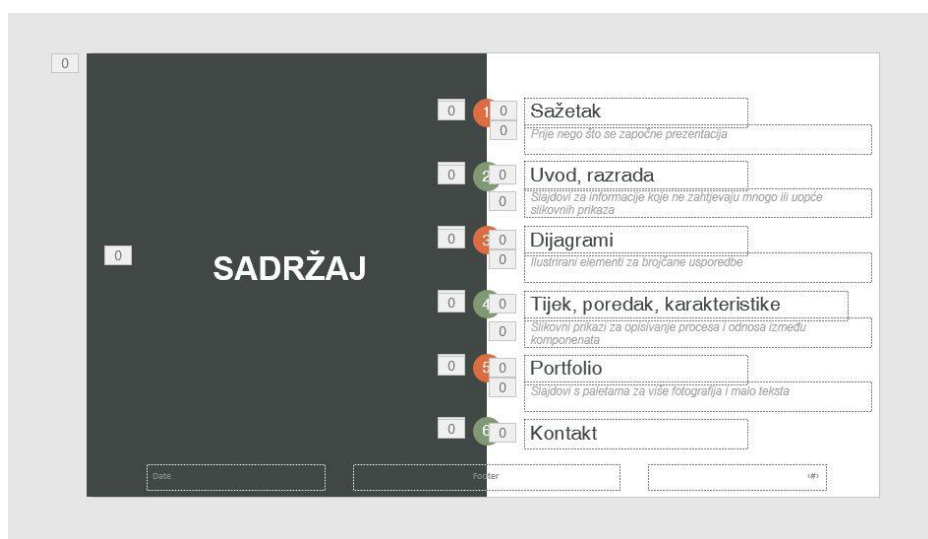 0
0 1 0 Sažetak
0 Prije nego što se započne prezentacija
0 2 0 Uvod, razrada
0 Slajdovi za informacije koje ne zahtjevaju mnogo ili uopće
slikovnih prikaza
0 3 0 Dijagrami
0 Ilustrirani elementi za brojčane usporedbe
0 SADRŽAJ
0 4 0 Tijek, poredak, karakteristike
0 Slikovni prikazi za opisivanje procesa i odnosa između
komponenata
0 5 0 Portfolio
0 Slajdovi s paletama za više fotografija i malo teksta
0 6 0 Kontakt
Date Footer ‹#›